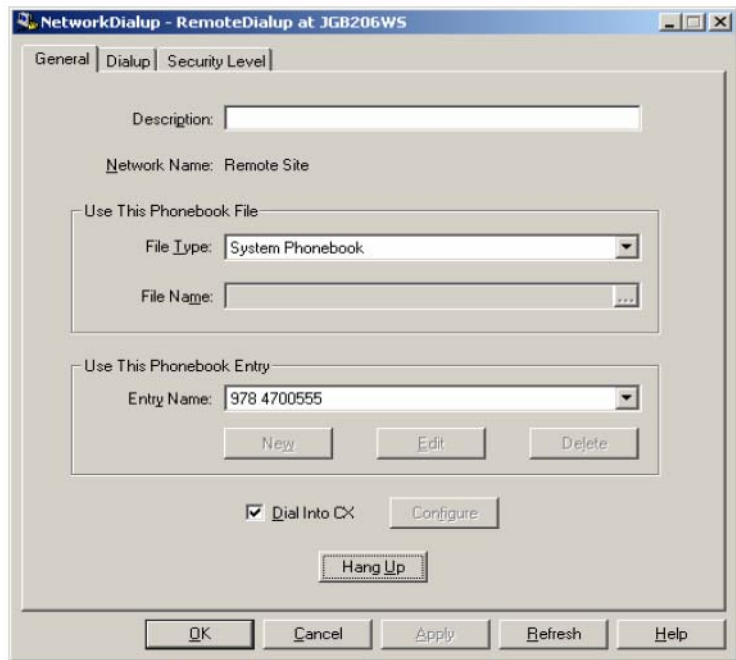 NetworkDialup - RemoteDialup at JGB206WS
General Dialup Security Level
Description:
Network Name: Remote Site
Use This Phonebook File
File Type: System Phonebook
File Name: ...
Use This Phonebook Entry
Entry Name: 978 4700555
New Edit Delete
Dial Into CX Configure
Hang Up
OK Cancel Apply Refresh Help